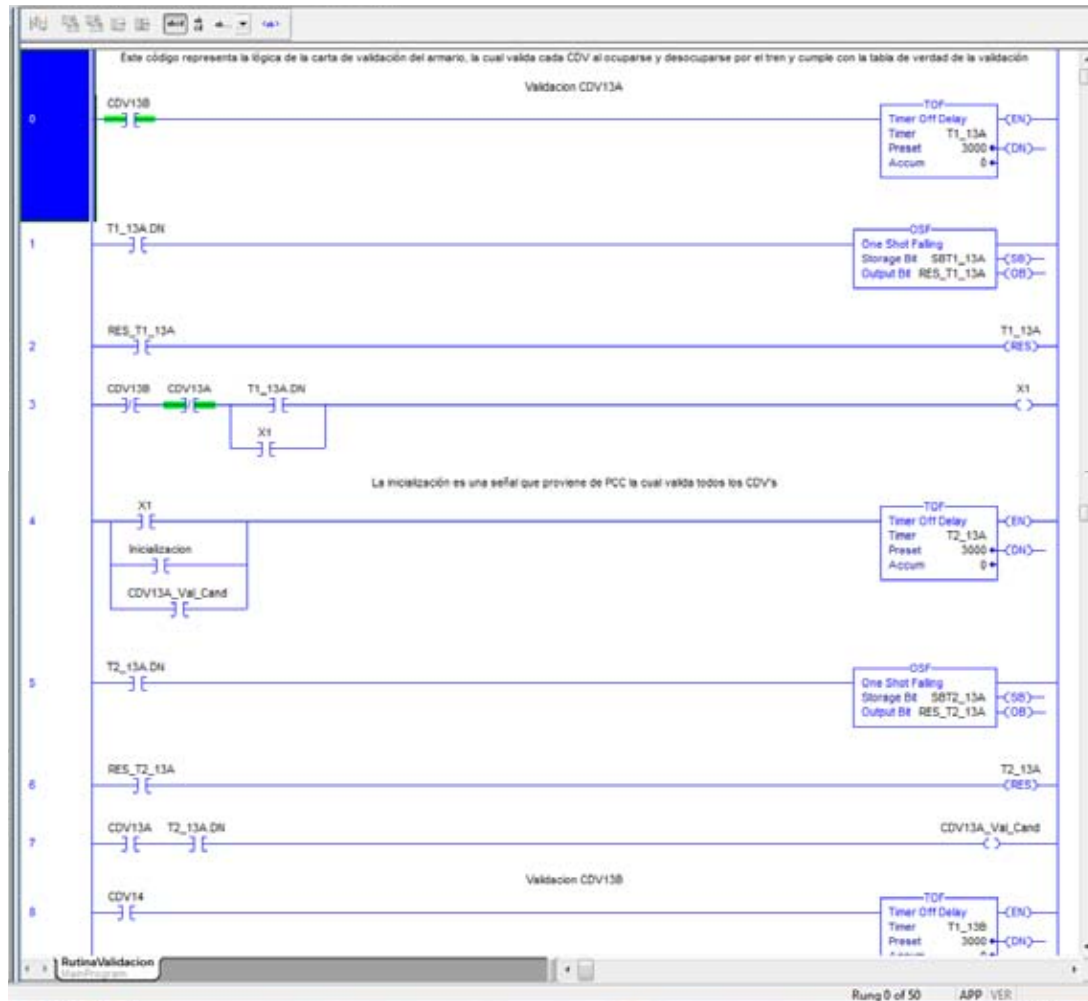 Este código representa la lógica de la carta de validación del armario, la cual valida cada CDV al ocuparse y desocuparse por el tren y cumple con la tabla de verdad de la validación
Validacion CDV13A
CDV13B
0
TOF
Timer Off Delay
Timer T1_13A
Preset 3000
Accum 0
(EN)
(DN)
T1_13A.DN
1
OSF
One Shot Falling
Storage Bit SBT1_13A
Output Bit RES_T1_13A
(SB)
(OB)
RES_T1_13A
T1_13A
2
(RES)
CDV13B CDV13A T1_13A.DN
X1
3
X1
La inicialización es una señal que proviene de PCC la cual valida todos los CDV's
X1
4
Inicializacion
CDV13A_Val_Cand
TOF
Timer Off Delay
Timer T2_13A
Preset 3000
Accum 0
(EN)
(DN)
T2_13A.DN
5
OSF
One Shot Falling
Storage Bit SBT2_13A
Output Bit RES_T2_13A
(SB)
(OB)
RES_T2_13A
T2_13A
6
(RES)
CDV13A T2_13A.DN
CDV13A_Val_Cand
7
Validacion CDV13B
CDV14
8
TOF
Timer Off Delay
Timer T1_13B
Preset 3000
(EN)
(DN)
RutinaValidacion
MainProgram
Rung 0 of 50 APP VER